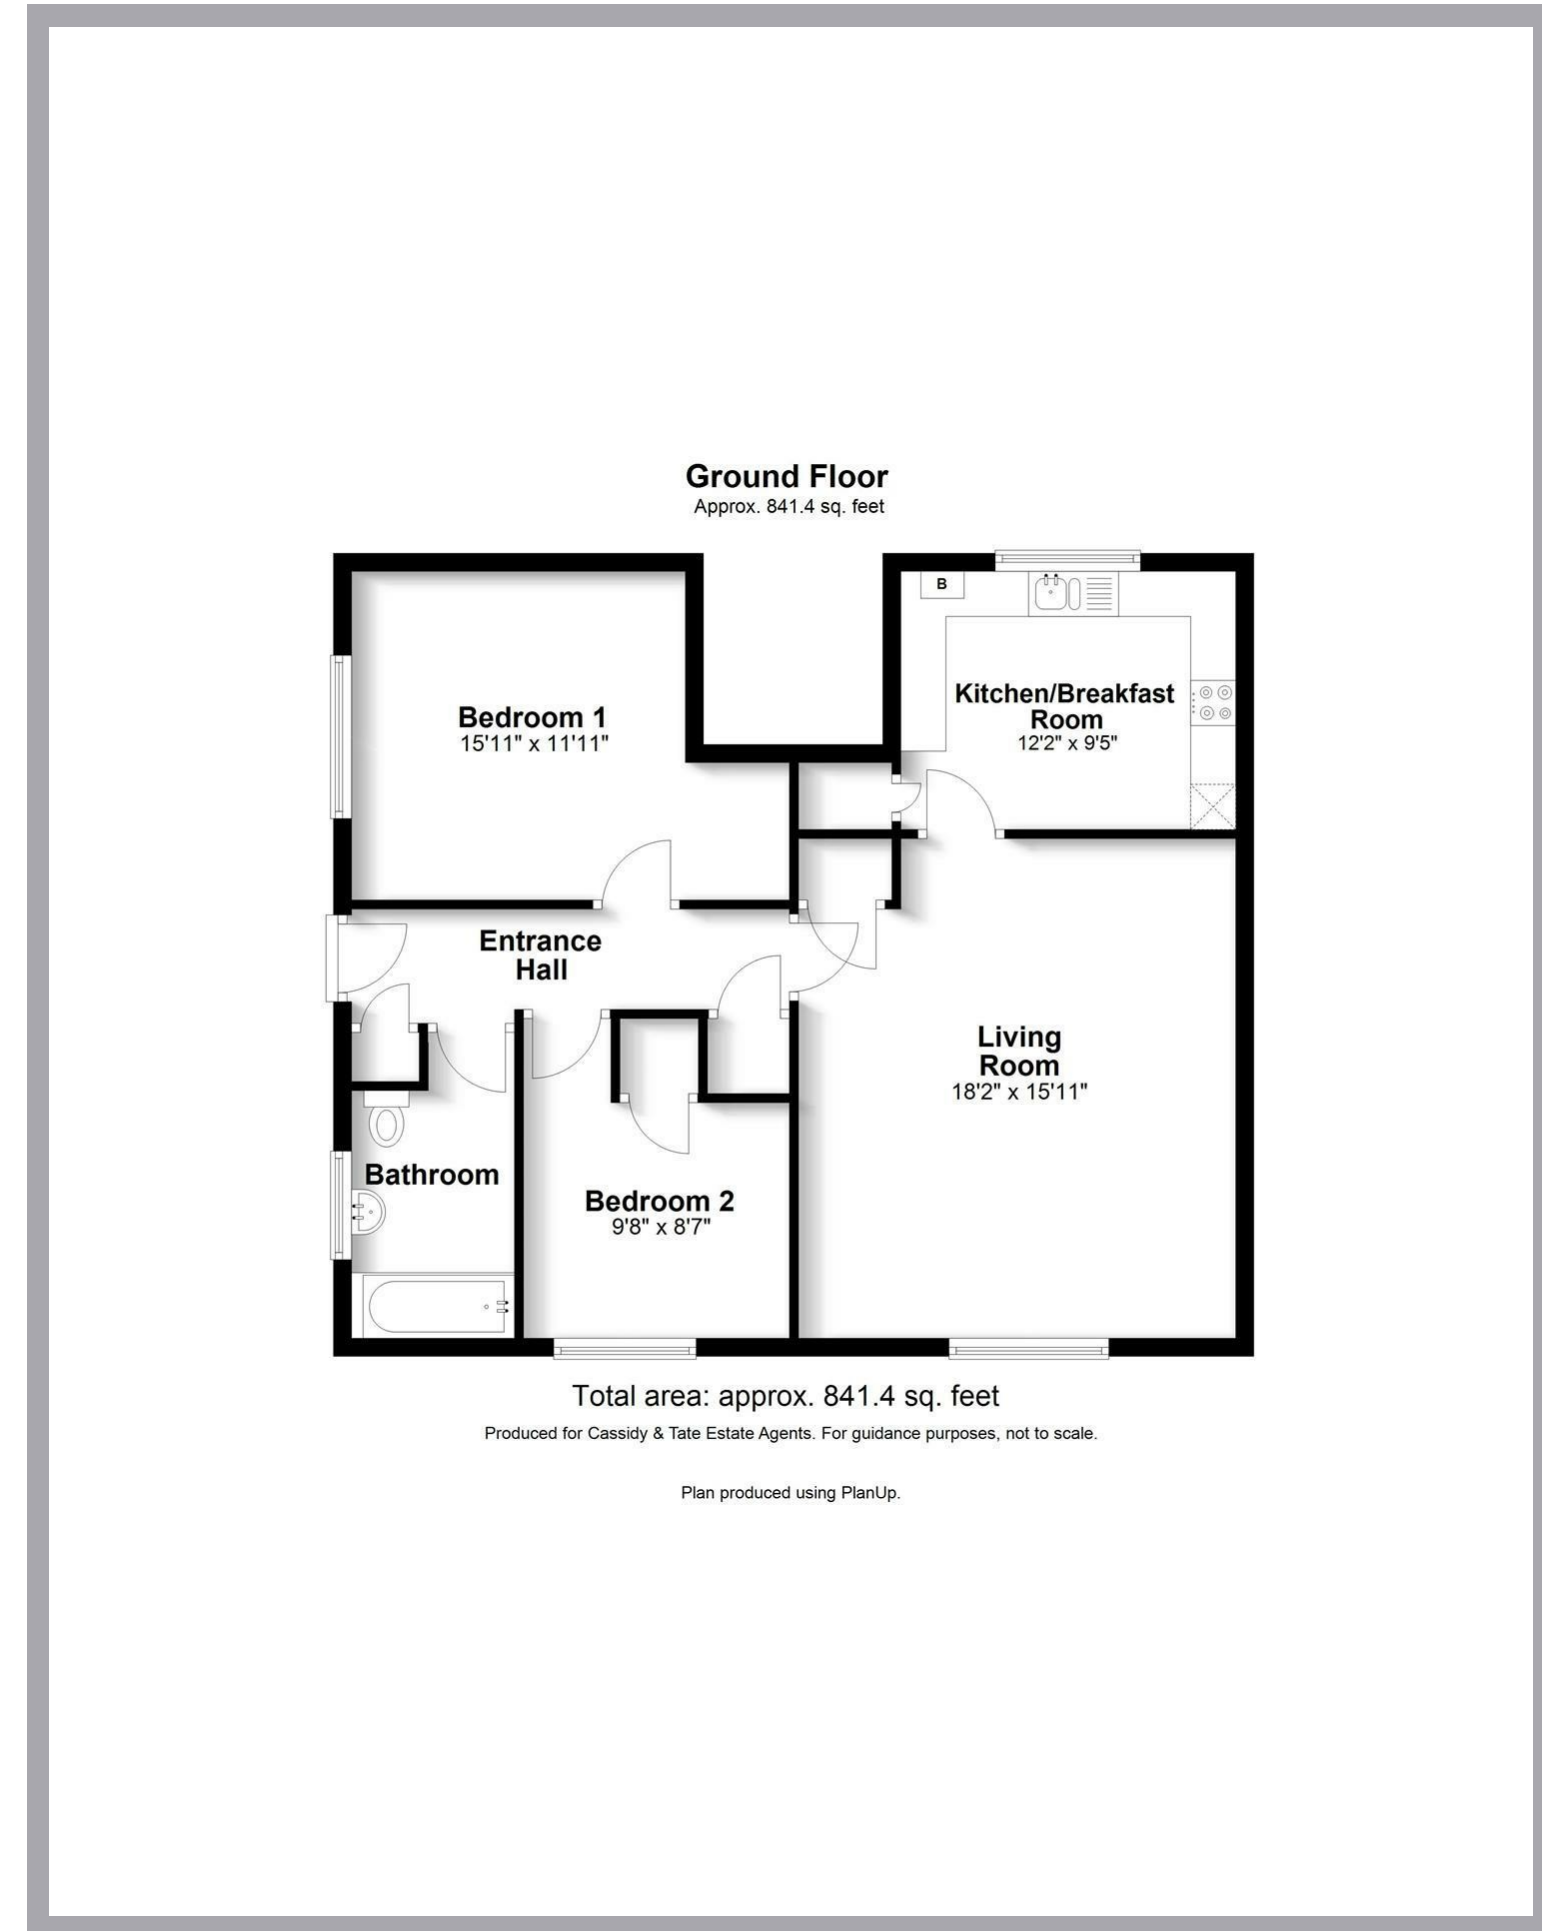 Ground Floor
Approx. 841.4 sq. feet
B
Kitchen/Breakfast
Room
12'2" x 9'5"
Bedroom 1
15'11" x 11'11"
Entrance
Hall
Living
Room
18'2" x 15'11"
Bathroom
Bedroom 2
9'8" x 8'7"
Total area: approx. 841.4 sq. feet
Produced for Cassidy & Tate Estate Agents. For guidance purposes, not to scale.
Plan produced using PlanUp.